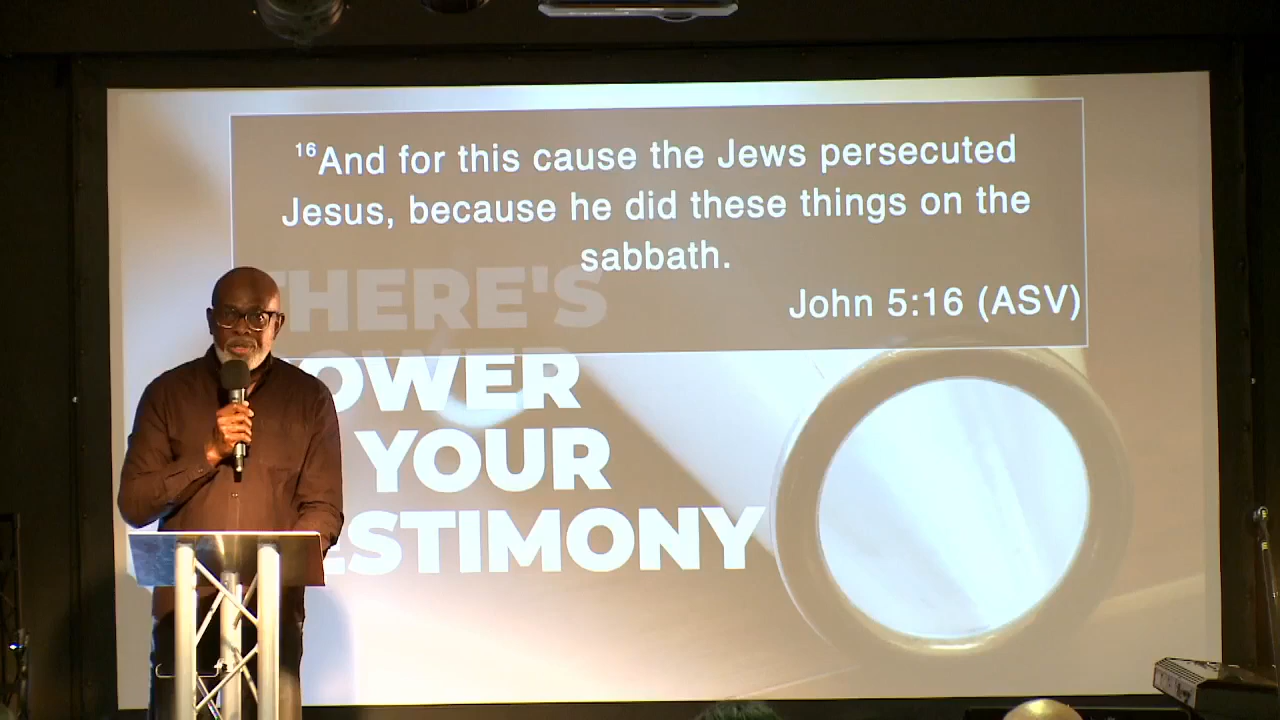 16And for this cause the Jews persecuted
Jesus, because he did these things on the
sabbath.
John 5:16 (ASV)
THERE'S
OWER
YOUR
ESTIMONY